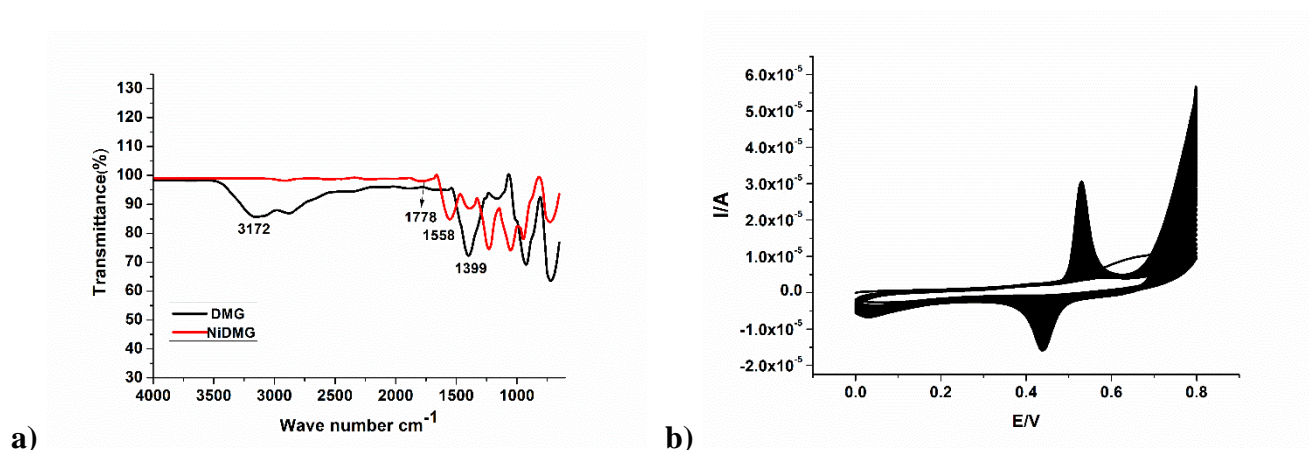 130
120
110
100
90
80
70
60
50
40
30
Transmittance(%)
3172
1778
1558
1399
DMG
NiDMG
4000 3500 3000 2500 2000 1500 1000
Wave number cm⁻¹
a)
6.0x10⁻⁵
5.0x10⁻⁵
4.0x10⁻⁵
3.0x10⁻⁵
2.0x10⁻⁵
1.0x10⁻⁵
0.0
-1.0x10⁻⁵
-2.0x10⁻⁵
I/A
0.0 0.2 0.4 0.6 0.8
E/V
b)